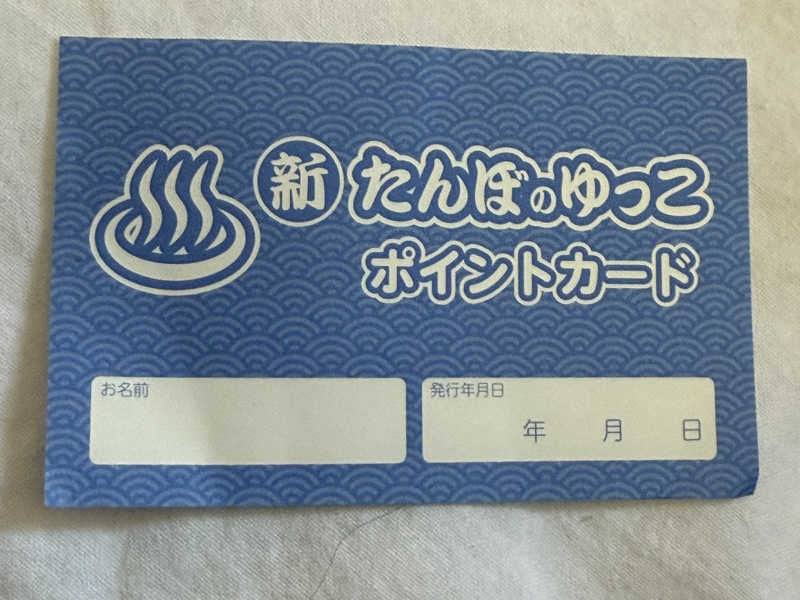 新 たんぼのゆっこ
ポイントカード
お名前
発行年月日
年 月 日